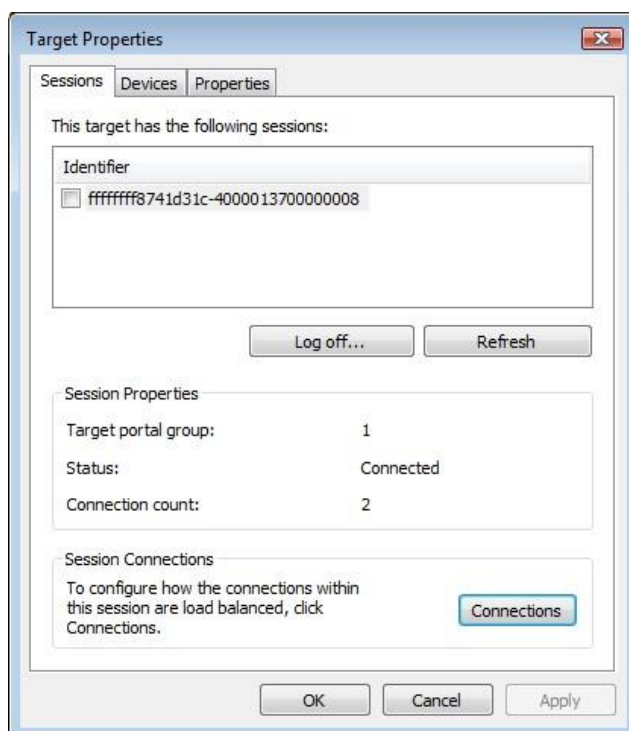 Target Properties
Sessions
Devices
Properties
This target has the following sessions:
Identifier
ffffffff8741d31c-4000013700000008
Log off...
Refresh
Session Properties
Target portal group: 1
Status: Connected
Connection count: 2
Session Connections
To configure how the connections within
this session are load balanced, click
Connections.
Connections
OK
Cancel
Apply